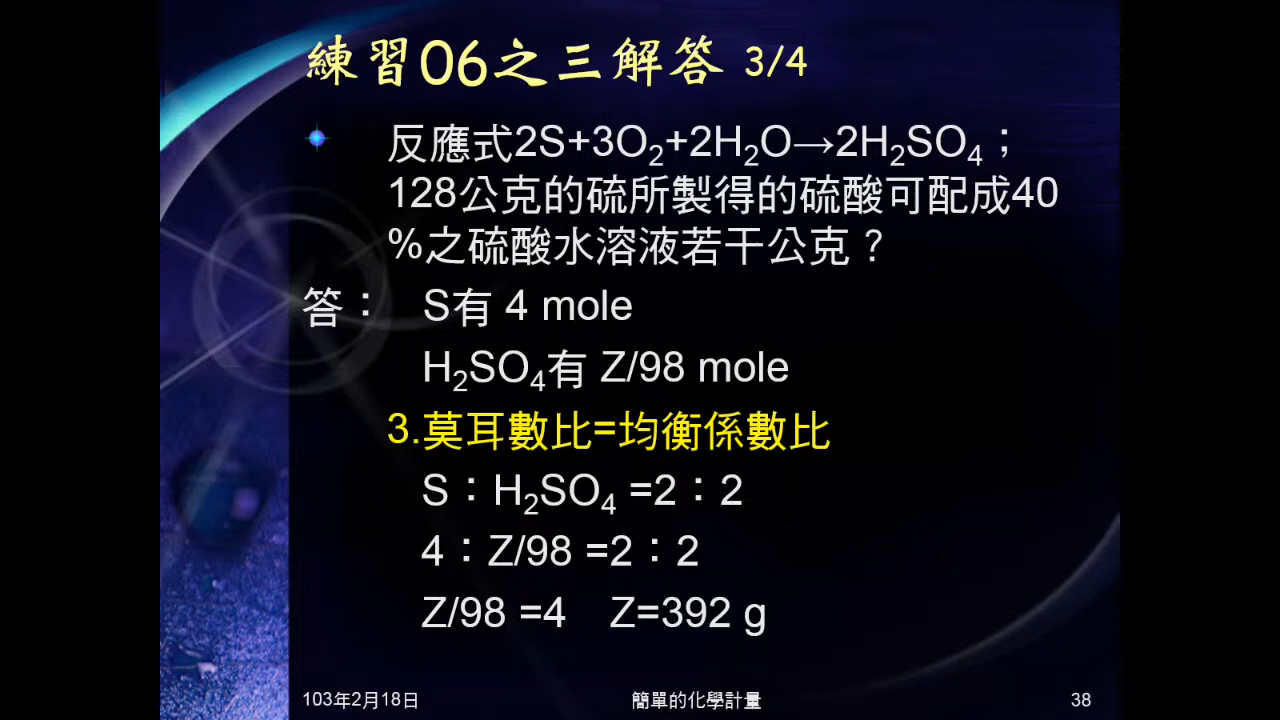 練習06之三解答 3/4
反應式2S+3O₂+2H₂O→2H₂SO₄；
128公克的硫所製得的硫酸可配成40
%之硫酸水溶液若干公克？
答： S有 4 mole
H₂SO₄有 Z/98 mole
3.莫耳數比=均衡係數比
S：H₂SO₄ =2：2
4：Z/98 =2：2
Z/98 =4 Z=392 g
103年2月18日 簡單的化學計量 38